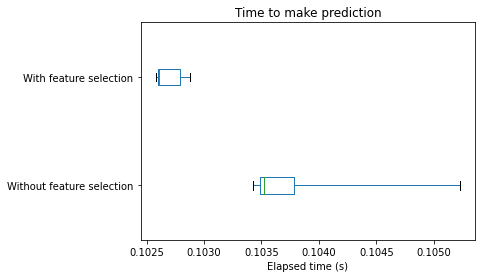 Time to make prediction
With feature selection
Without feature selection
0.1025 0.1030 0.1035 0.1040 0.1045 0.1050
Elapsed time (s)